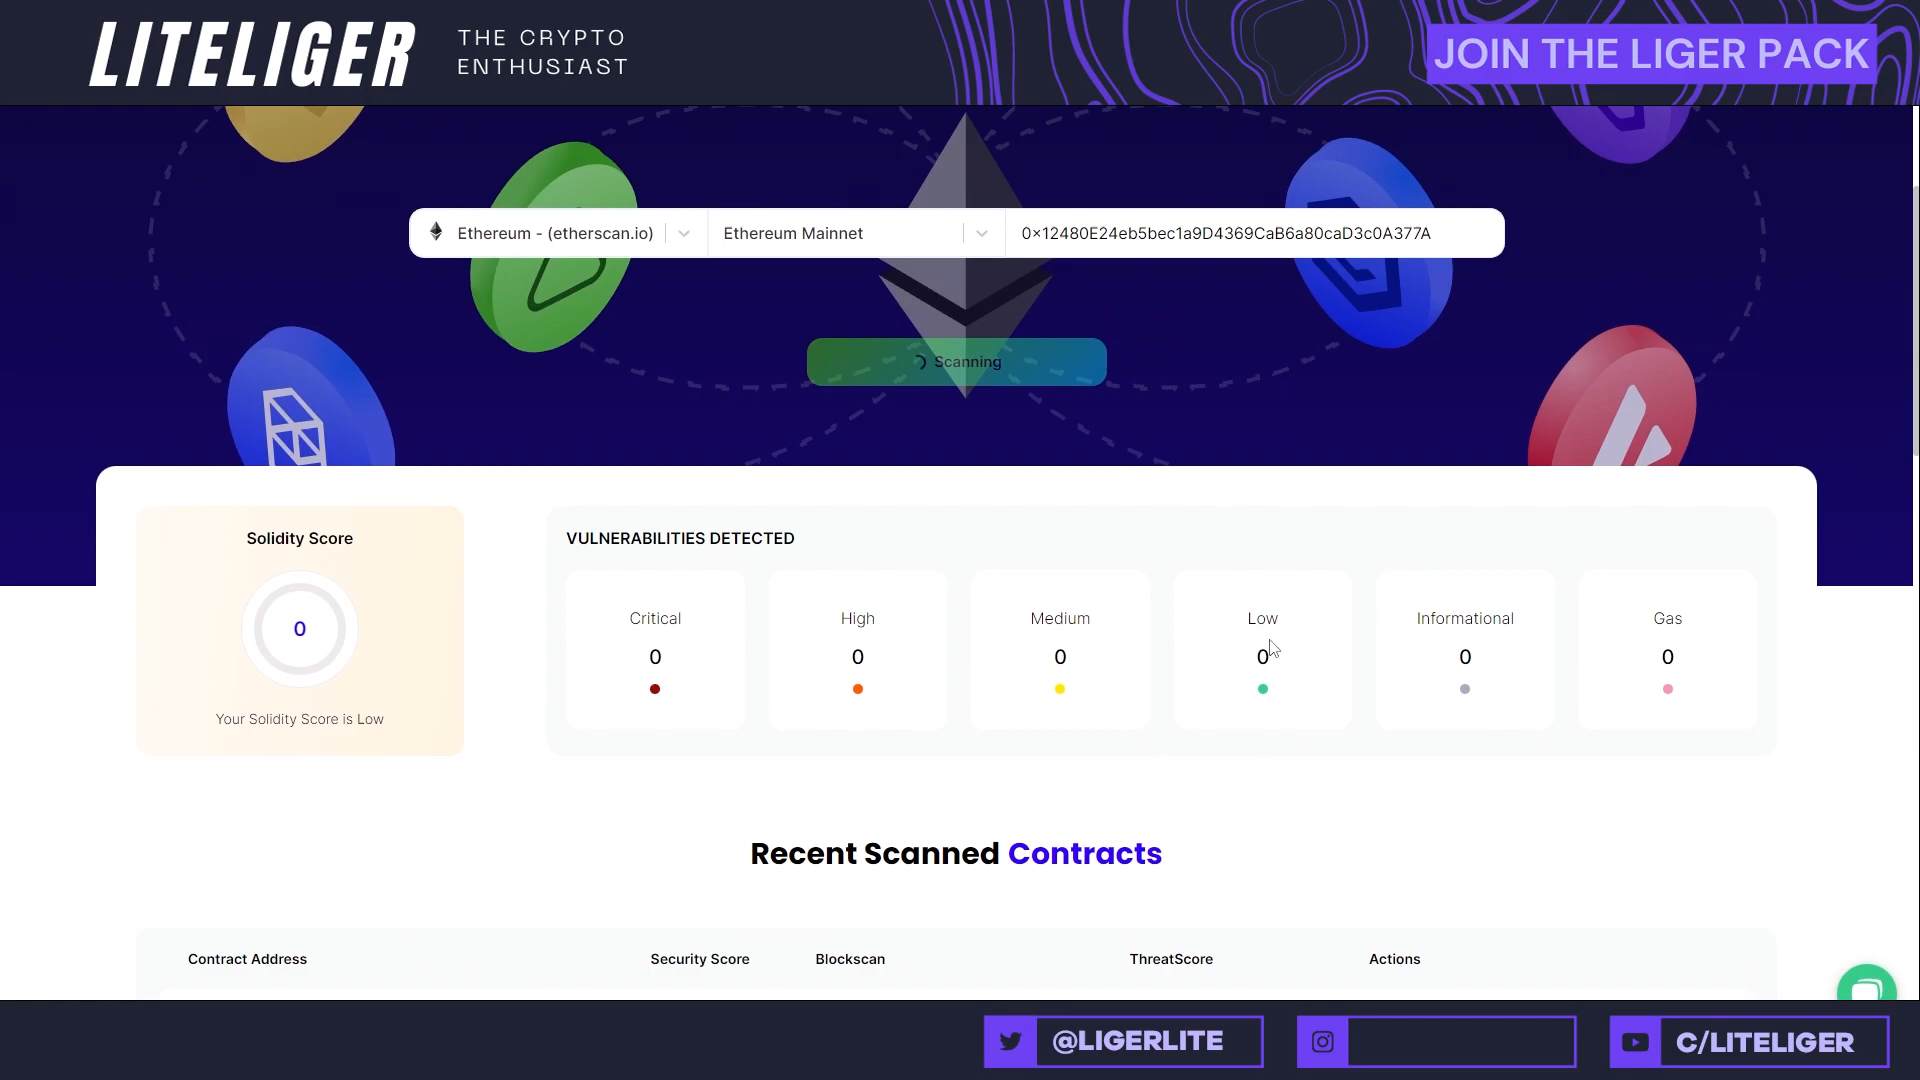 LITELIGER
THE CRYPTO
ENTHUSIAST
JOIN THE LIGER PACK
Ethereum - (etherscan.io)
Ethereum Mainnet
0x12480E24eb5bec1a9D4369CaB6a80caD3c0A377A
Scanning
Solidity Score
0
Your Solidity Score is Low
VULNERABILITIES DETECTED
Critical
0
High
0
Medium
0
Low
0
Informational
0
Gas
0
Recent Scanned Contracts
Contract Address
Security Score
Blockscan
ThreatScore
Actions
@LIGERLITE
C/LITELIGER